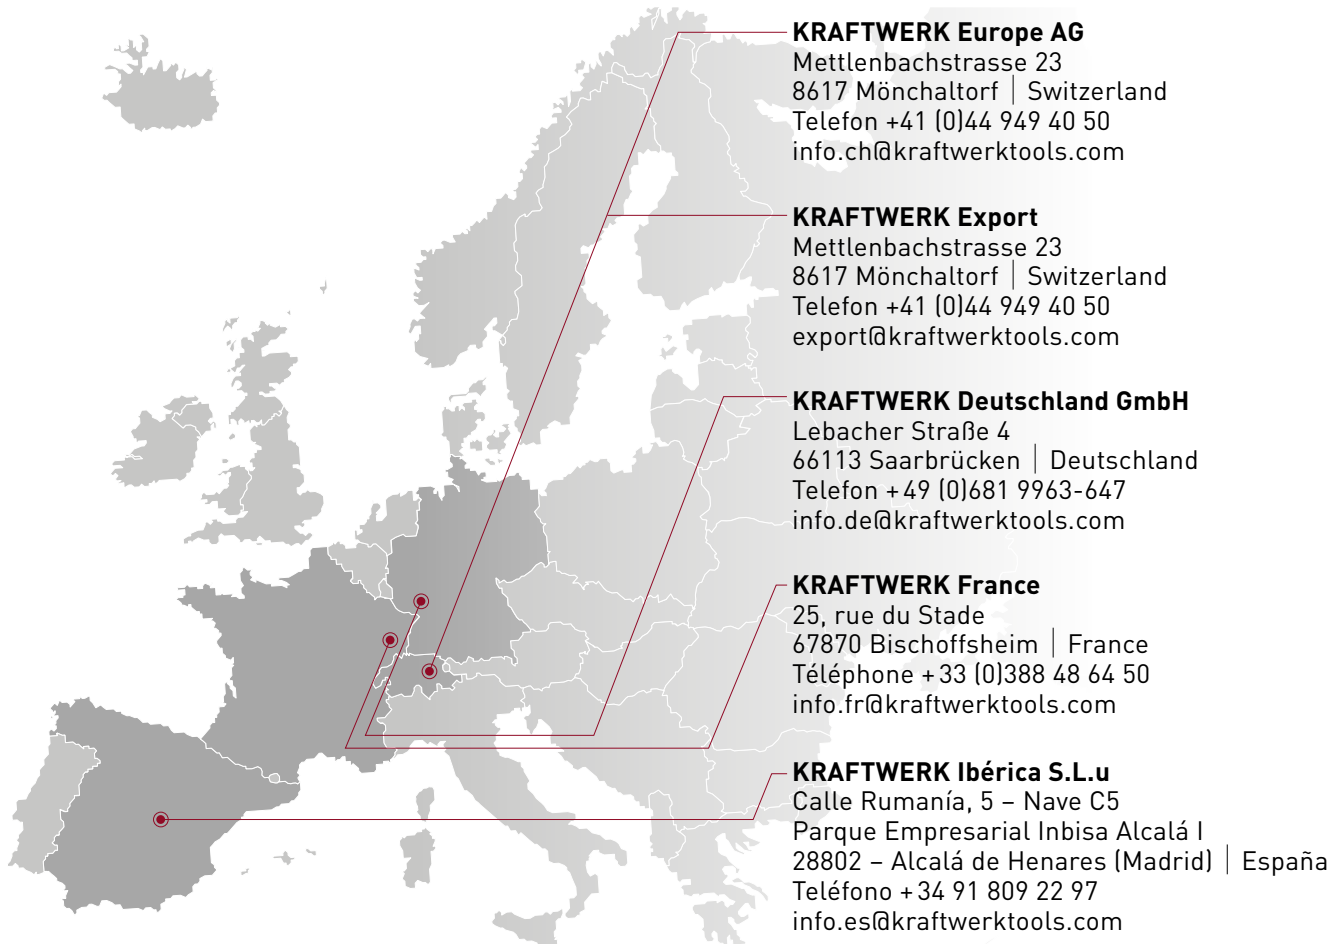 KRAFTWERK Europe AG
Mettlenbachstrasse 23
8617 Mönchaltorf | Switzerland
Telefon +41 (0)44 949 40 50
info.ch@kraftwerktools.com
KRAFTWERK Export
Mettlenbachstrasse 23
8617 Mönchaltorf | Switzerland
Telefon +41 (0)44 949 40 50
export@kraftwerktools.com
KRAFTWERK Deutschland GmbH
Lebacher Straße 4
66113 Saarbrücken | Deutschland
Telefon +49 (0)681 9963-647
info.de@kraftwerktools.com
KRAFTWERK France
25, rue du Stade
67870 Bischoffsheim | France
Téléphone +33 (0)388 48 64 50
info.fr@kraftwerktools.com
KRAFTWERK Ibérica S.L.u
Calle Rumanía, 5 – Nave C5
Parque Empresarial Inbisa Alcalá I
28802 – Alcalá de Henares (Madrid) | España
Teléfono +34 91 809 22 97
info.es@kraftwerktools.com